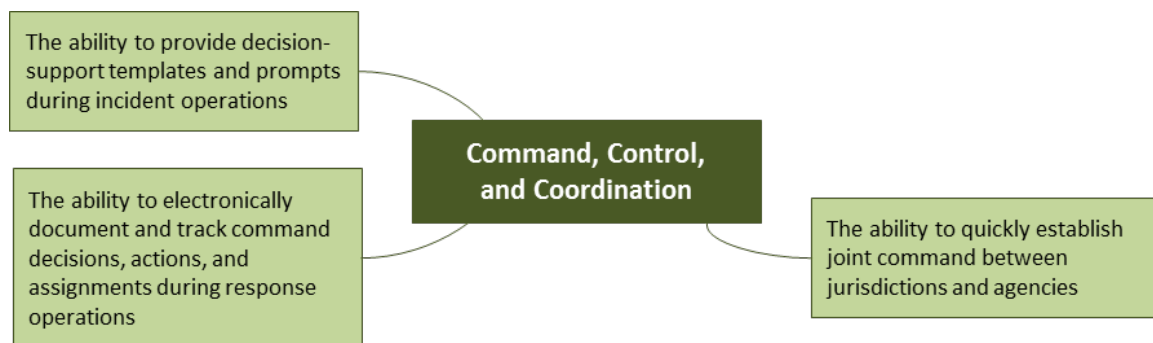 The ability to provide decision-
support templates and prompts
during incident operations
Command, Control,
and Coordination
The ability to electronically
document and track command
decisions, actions, and
assignments during response
operations
The ability to quickly establish
joint command between
jurisdictions and agencies